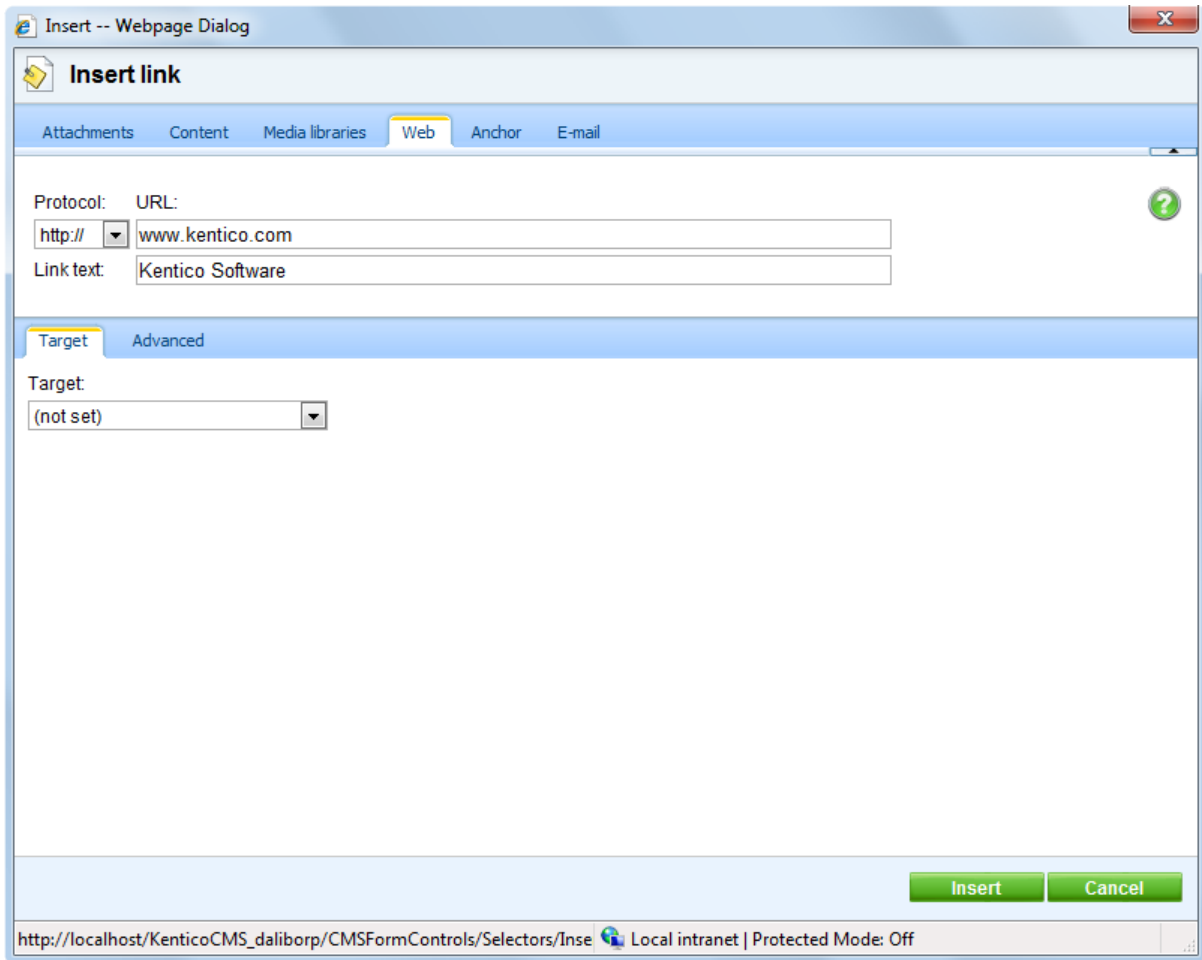 Insert -- Webpage Dialog
x
Insert link
Attachments Content Media libraries Web Anchor E-mail
Protocol: URL:
http:// www.kentico.com
Link text: Kentico Software
Target Advanced
Target:
(not set)
Insert Cancel
http://localhost/KenticoCMS_daliborp/CMSFormControls/Selectors/Inse Local intranet | Protected Mode: Off